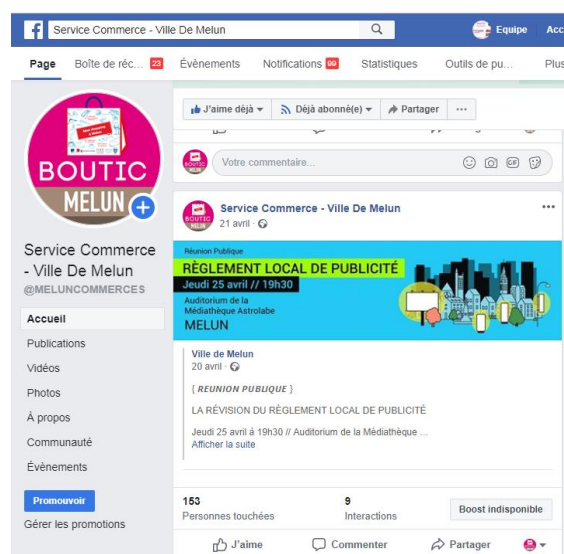 Service Commerce - Ville De Melun
Equipe
Acc
Page
Boîte de réc... 23
Évènements
Notifications 99
Statistiques
Outils de pu...
Plus
BOUTIC
MELUN
Service Commerce
- Ville De Melun
@MELUNCOMMERCES
Accueil
Publications
Vidéos
Photos
À propos
Communauté
Évènements
Promouvoir
Gérer les promotions
J'aime déjà
Déjà abonné(e)
Partager
Votre commentaire...
GIF
Service Commerce - Ville De Melun
21 avril
Réunion Publique
RÈGLEMENT LOCAL DE PUBLICITÉ
Jeudi 25 avril // 19h30
Auditorium de la
Médiathèque Astrolabe
MELUN
Ville de Melun
20 avril
{ REUNION PUBLIQUE }
LA RÉVISION DU RÈGLEMENT LOCAL DE PUBLICITÉ
Jeudi 25 avril à 19h30 // Auditorium de la Médiathèque ...
Afficher la suite
153
Personnes touchées
9
Interactions
Boost indisponible
J'aime
Commenter
Partager